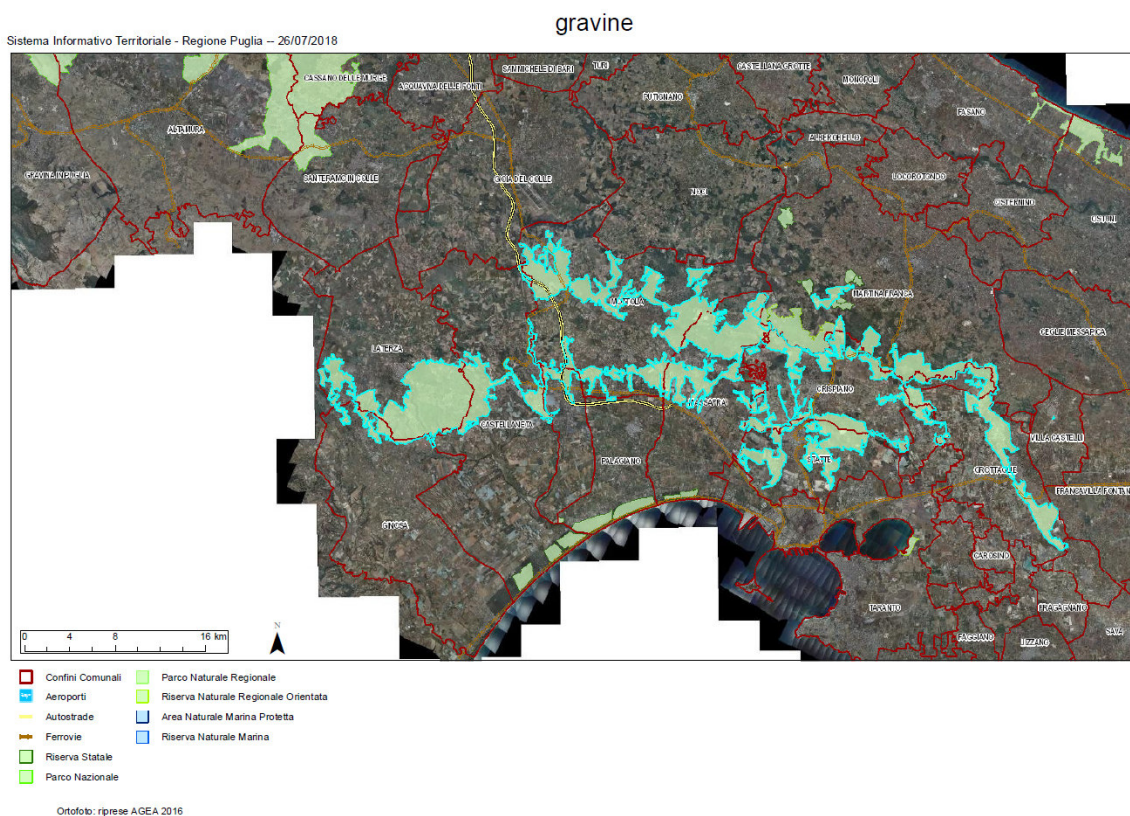 gravine
Sistema Informativo Territoriale - Regione Puglia -- 26/07/2018
SAN MICHELE DI BARI
TURI
CASTELLANA GROTTE
MONOPOLI
CASSANO DELLE MURGE
ACQUAVIVA DELLE FONTI
PUTIGNANO
FASANO
ALTAMURA
ALBEROBELLO
GRAVINA IN PUGLIA
SANTERAMO IN COLLE
GIOIA DEL COLLE
NOCI
LOCOROTONDO
CISTERNINO
OSTUNI
MOTTOLA
MARTINA FRANCA
CEGLIE MESSAPICA
LATERZA
CRISPIANO
MASSAFRA
CASTELLANETA
VILLA CASTELLI
PALAGIANO
STATTE
GROTTAGLIE
FRANCAVILLA FONTAN
GINOSA
CAROSINO
TARANTO
FRAGAGNANO
FAGGIANO
LIZZANO
SAVA
0 4 8 16 km
N
Confini Comunali
Aeroporti
Autostrade
Ferrovie
Riserva Statale
Parco Nazionale
Parco Naturale Regionale
Riserva Naturale Regionale Orientata
Area Naturale Marina Protetta
Riserva Naturale Marina
Ortofoto: riprese AGEA 2016